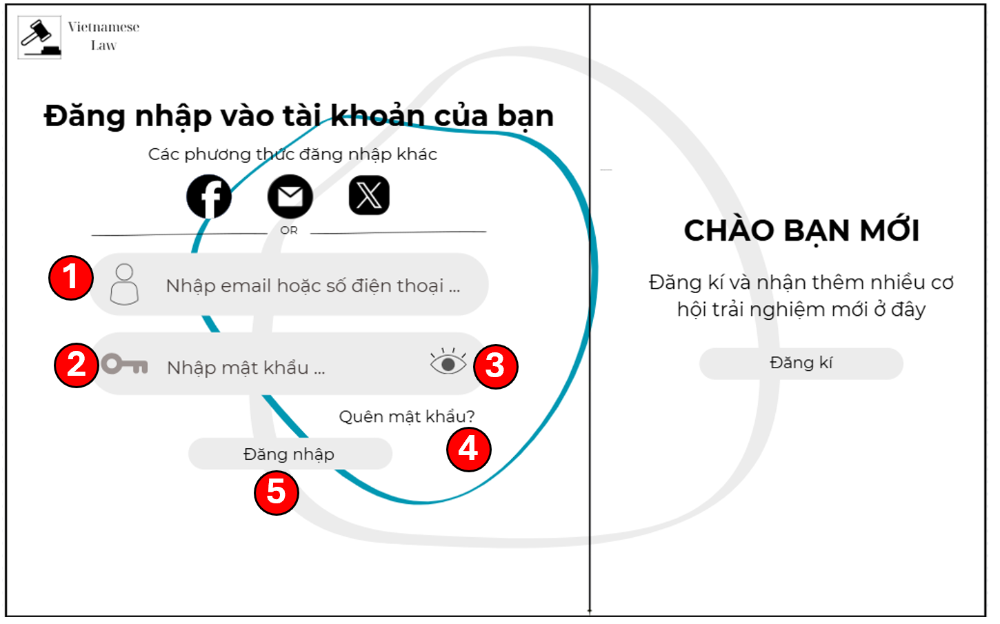 Vietnamese
Law
Đăng nhập vào tài khoản của bạn
Các phương thức đăng nhập khác
OR
1
Nhập email hoặc số điện thoại ...
2
Nhập mật khẩu ...
3
Quên mật khẩu?
4
Đăng nhập
5
CHÀO BẠN MỚI
Đăng kí và nhận thêm nhiều cơ
hội trải nghiệm mới ở đây
Đăng kí